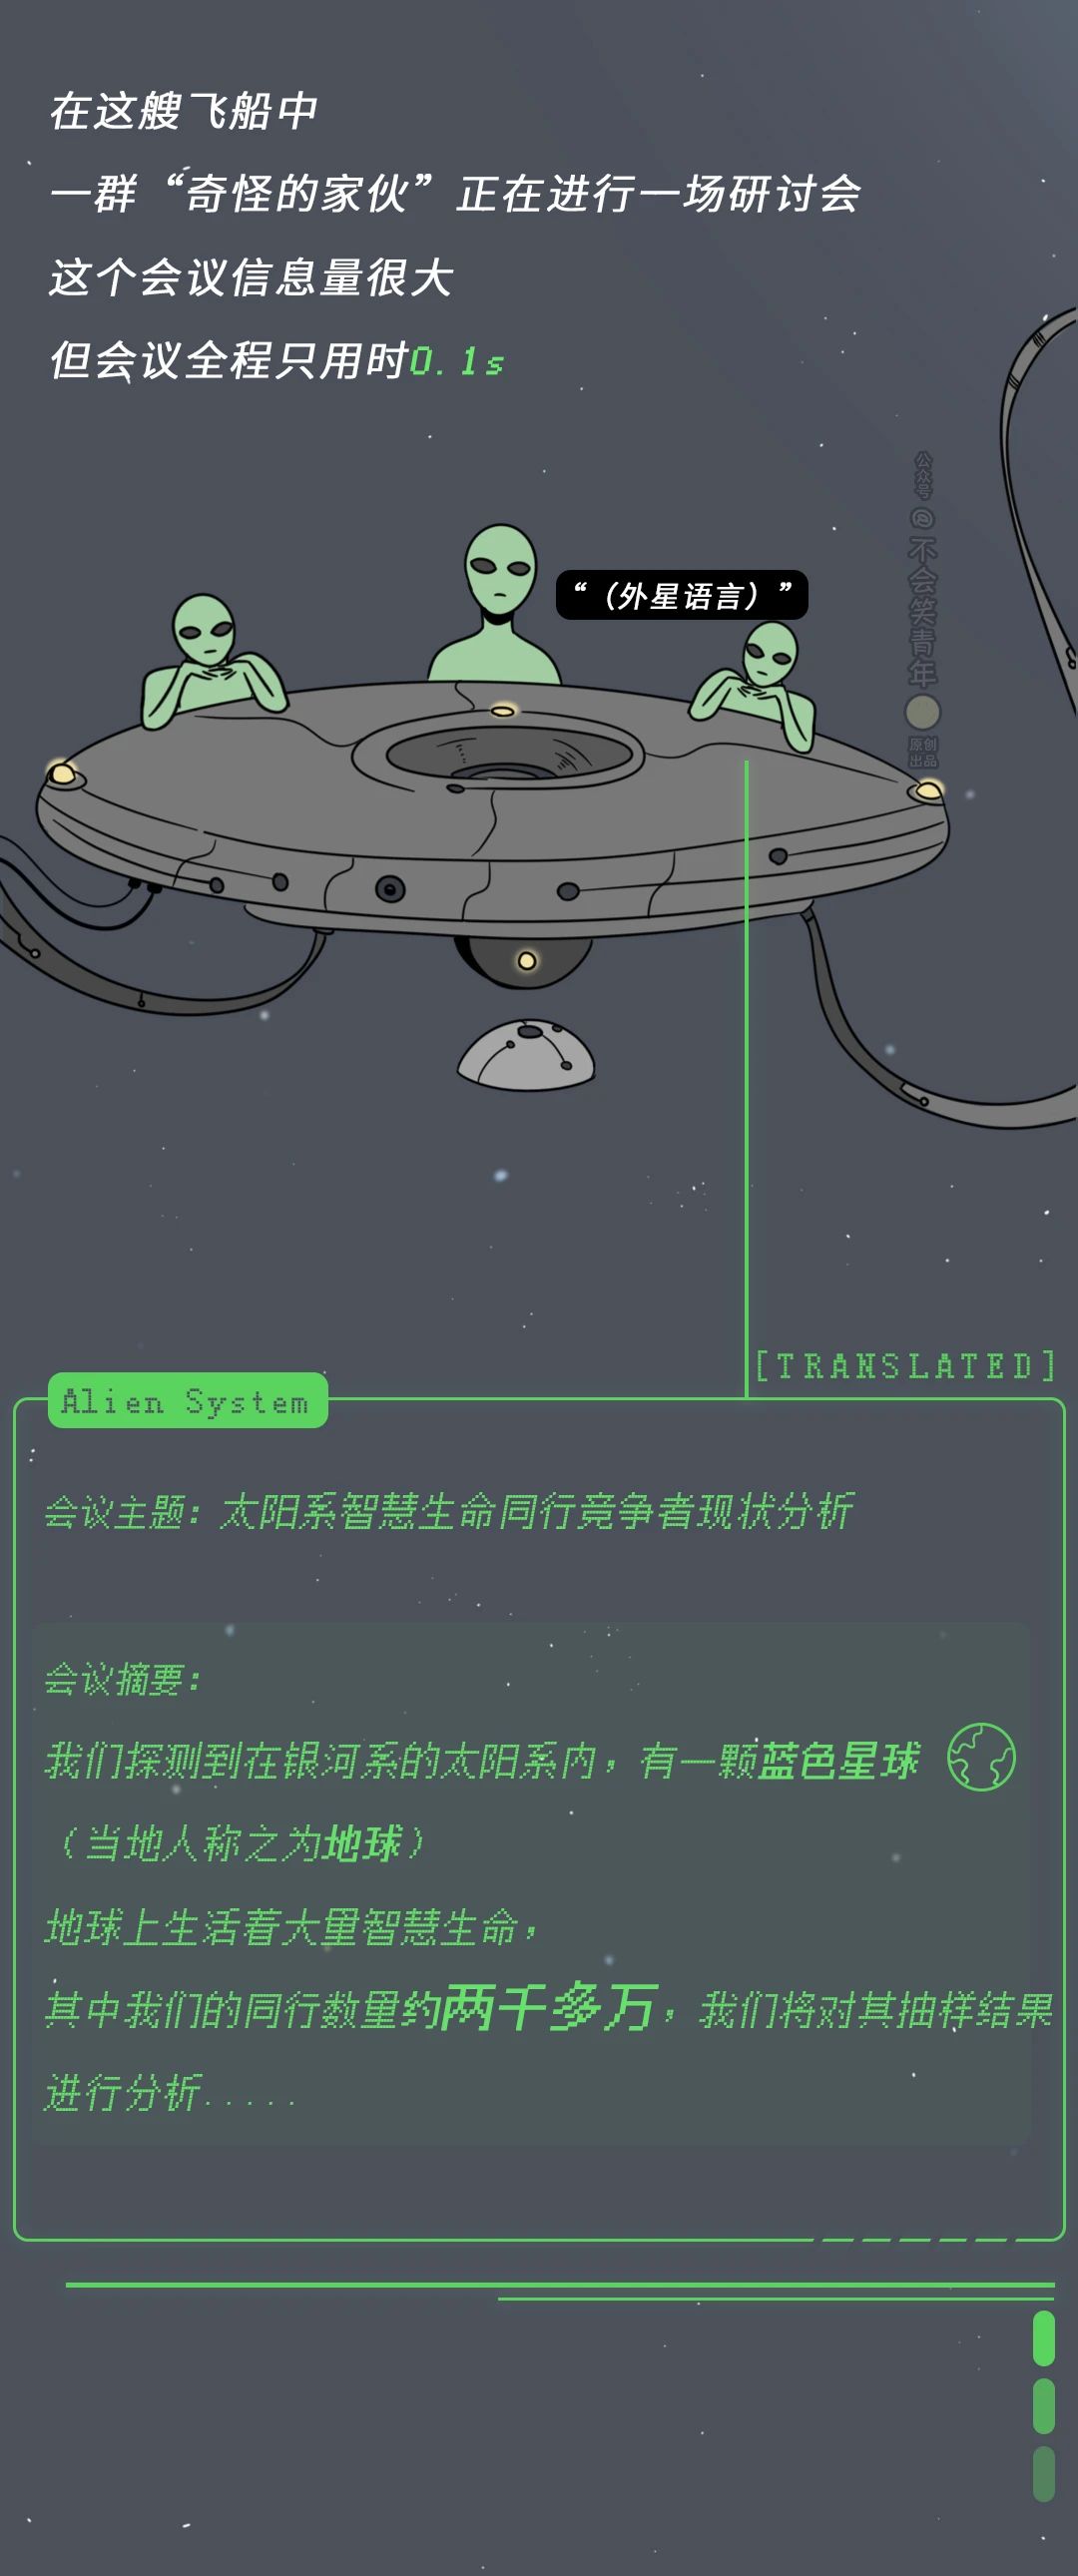 在这艘飞船中
一群“奇怪的家伙”正在进行一场研讨会
这个会议信息量很大
但会议全程只用时0.1s
“（外星语言）”
公众号
@不会笑青年
原创
出品
[TRANSLATED]
Alien System
会议主题：太阳系智慧生命同行竞争者现状分析
会议摘要：
我们探测到在银河系的太阳系内，有一颗蓝色星球
（当地人称之为地球）
地球上生活着大量智慧生命，
其中我们的同行数量约两千多万，我们将对其抽样结果
进行分析.....